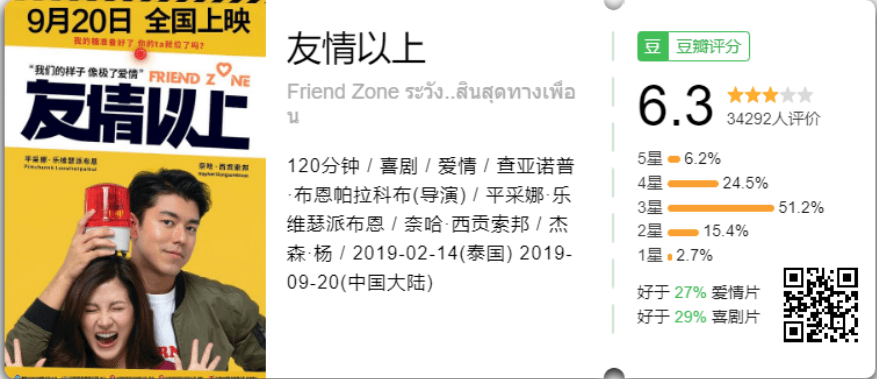 9月20日 全国上映
我的糖准备好了 你的ta就位了吗?
“我们的样子 像极了爱情”
FRIEND ZONE
友情以上
平采娜·乐维瑟派布恩
Pimchanok Leuwisetpaibul
奈哈·西贡索邦
Naphat Siangsomboon
友情以上
Friend Zone ระวัง..สิ้นสุดทางเพื่อ
น
120分钟 / 喜剧 / 爱情 / 查亚诺普
·布恩帕拉科布(导演) / 平采娜·乐
维瑟派布恩 / 奈哈·西贡索邦 / 杰
森·杨 / 2019-02-14(泰国) 2019-
09-20(中国大陆)
豆 豆瓣评分
6.3
34292人评价
5星 6.2%
4星 24.5%
3星 51.2%
2星 15.4%
1星 2.7%
好于 27% 爱情片
好于 29% 喜剧片